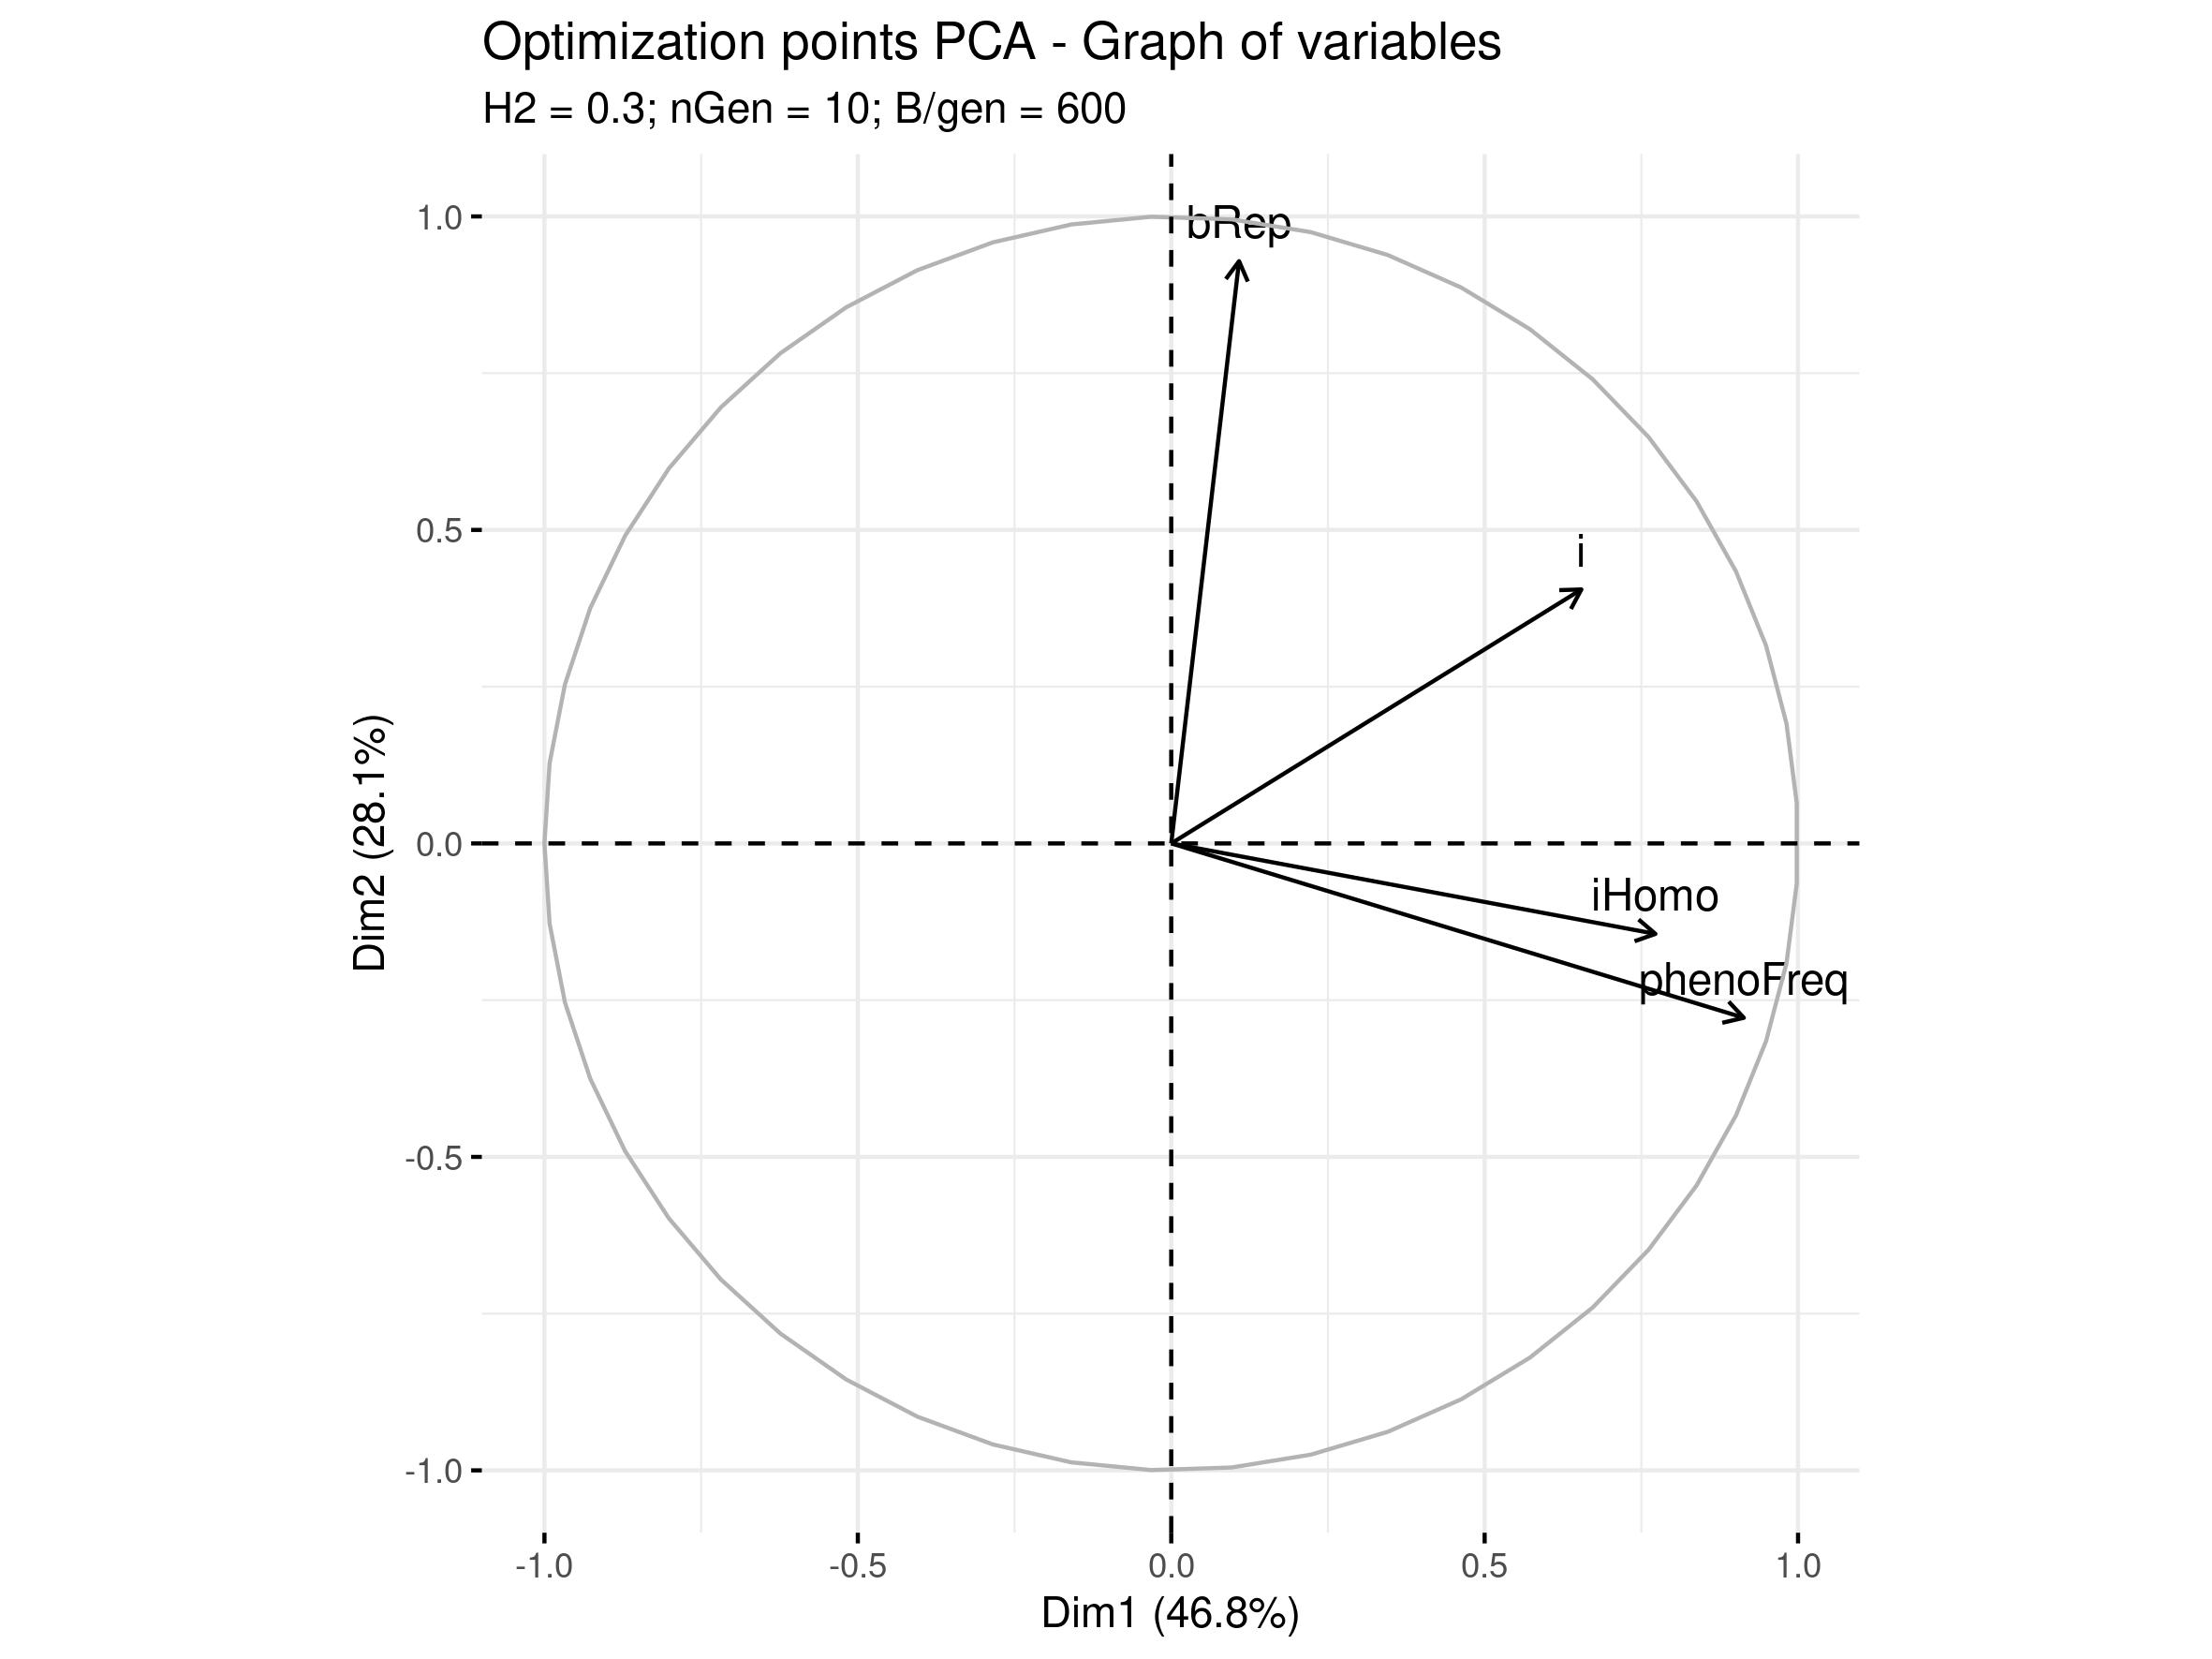 Optimization points PCA - Graph of variables
H2 = 0.3; nGen = 10; B/gen = 600
1.0
bRep
0.5
i
Dim2 (28.1%)
0.0
iHomo
phenoFreq
-0.5
-1.0
-1.0 -0.5 0.0 0.5 1.0
Dim1 (46.8%)